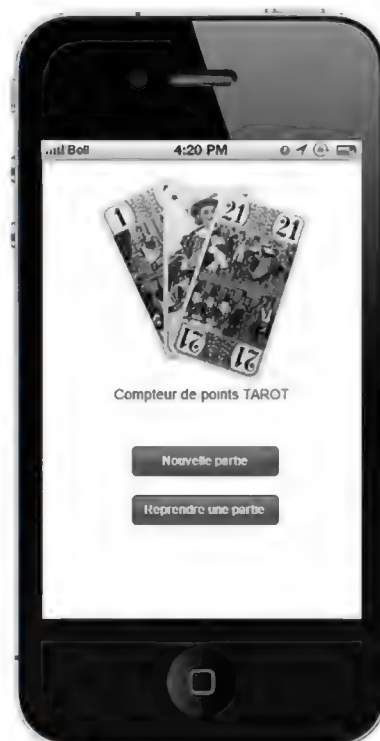 Bell 4:20 PM
1 21 21
21 21
Compteur de points TAROT
Nouvelle partie
Reprendre une partie